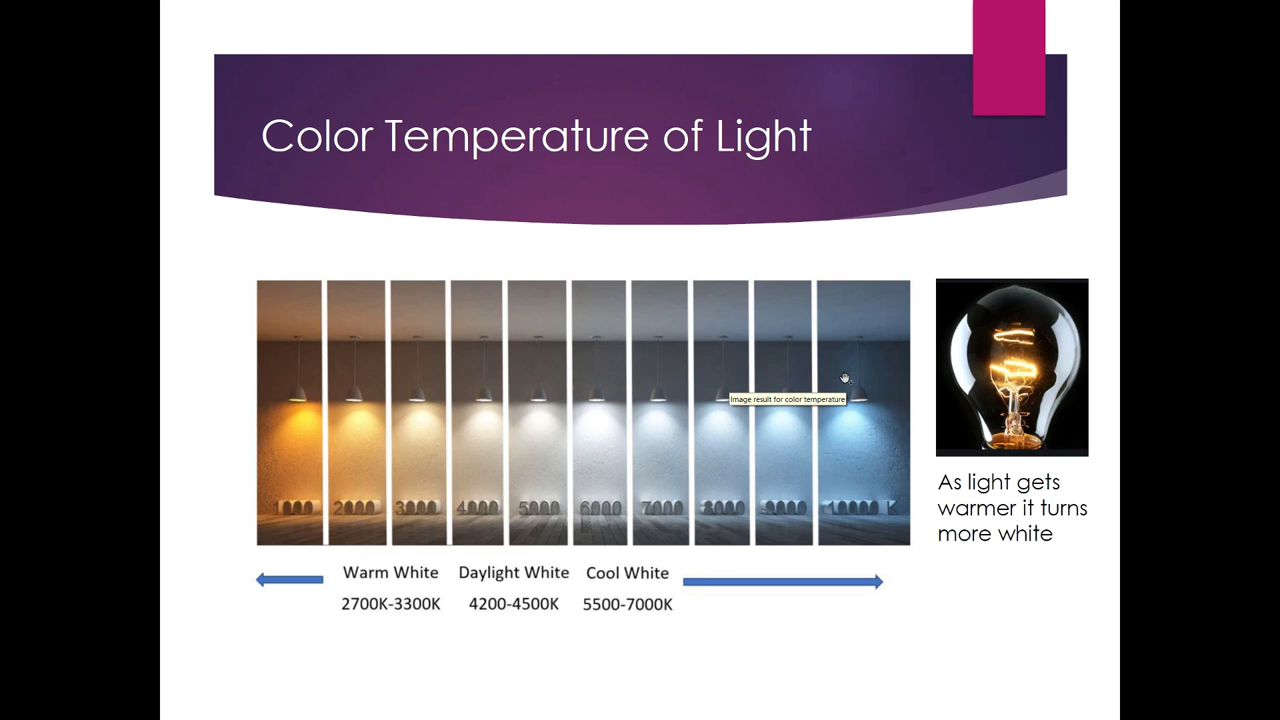 Color Temperature of Light
Image result for color temperature
1000 2000 3000 4000 5000 6000 7000 8000 9000 10000 K
As light gets
warmer it turns
more white
Warm White Daylight White Cool White
2700K-3300K 4200-4500K 5500-7000K